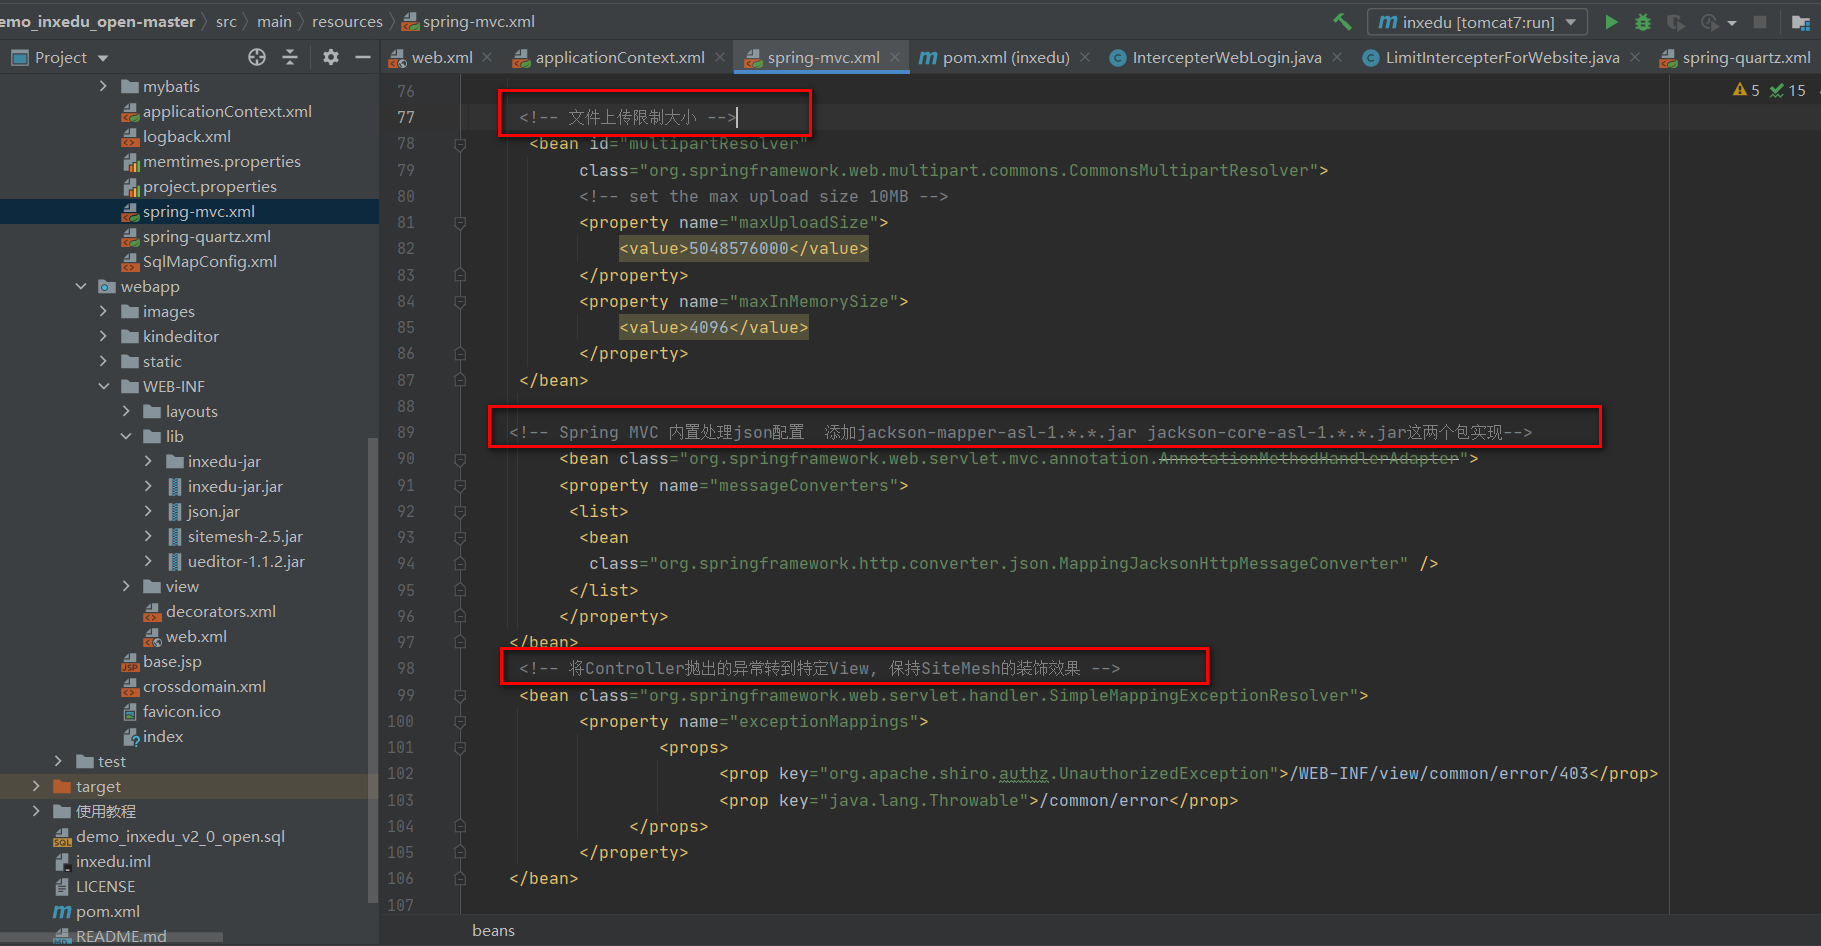 emo_inxedu_open-master
src
main
resources
spring-mvc.xml
inxedu [tomcat7:run]
Project
web.xml
applicationContext.xml
spring-mvc.xml
pom.xml (inxedu)
IntercepterWebLogin.java
LimitIntercepterForWebsite.java
spring-quartz.xml
5
15
mybatis
applicationContext.xml
logback.xml
memtimes.properties
project.properties
spring-mvc.xml
spring-quartz.xml
SqlMapConfig.xml
webapp
images
kindeditor
static
WEB-INF
layouts
lib
inxedu-jar
inxedu-jar.jar
json.jar
sitemesh-2.5.jar
ueditor-1.1.2.jar
view
decorators.xml
web.xml
base.jsp
crossdomain.xml
favicon.ico
index
test
target
使用教程
demo_inxedu_v2_0_open.sql
inxedu.iml
LICENSE
pom.xml
README.md
76
77 <!-- 文件上传限制大小 -->
78 <bean id="multipartResolver"
79 class="org.springframework.web.multipart.commons.CommonsMultipartResolver">
80 <!-- set the max upload size 10MB -->
81 <property name="maxUploadSize">
82 <value>5048576000</value>
83 </property>
84 <property name="maxInMemorySize">
85 <value>4096</value>
86 </property>
87 </bean>
88
89 <!-- Spring MVC 内置处理json配置  添加jackson-mapper-asl-1.*.*.jar jackson-core-asl-1.*.*.jar这两个包实现-->
90 <bean class="org.springframework.web.servlet.mvc.annotation.AnnotationMethodHandlerAdapter">
91 <property name="messageConverters">
92 <list>
93 <bean
94 class="org.springframework.http.converter.json.MappingJacksonHttpMessageConverter" />
95 </list>
96 </property>
97 </bean>
98 <!-- 将Controller抛出的异常转到特定View, 保持SiteMesh的装饰效果 -->
99 <bean class="org.springframework.web.servlet.handler.SimpleMappingExceptionResolver">
100 <property name="exceptionMappings">
101 <props>
102 <prop key="org.apache.shiro.authz.UnauthorizedException">/WEB-INF/view/common/error/403</prop>
103 <prop key="java.lang.Throwable">/common/error</prop>
104 </props>
105 </property>
106 </bean>
107
beans